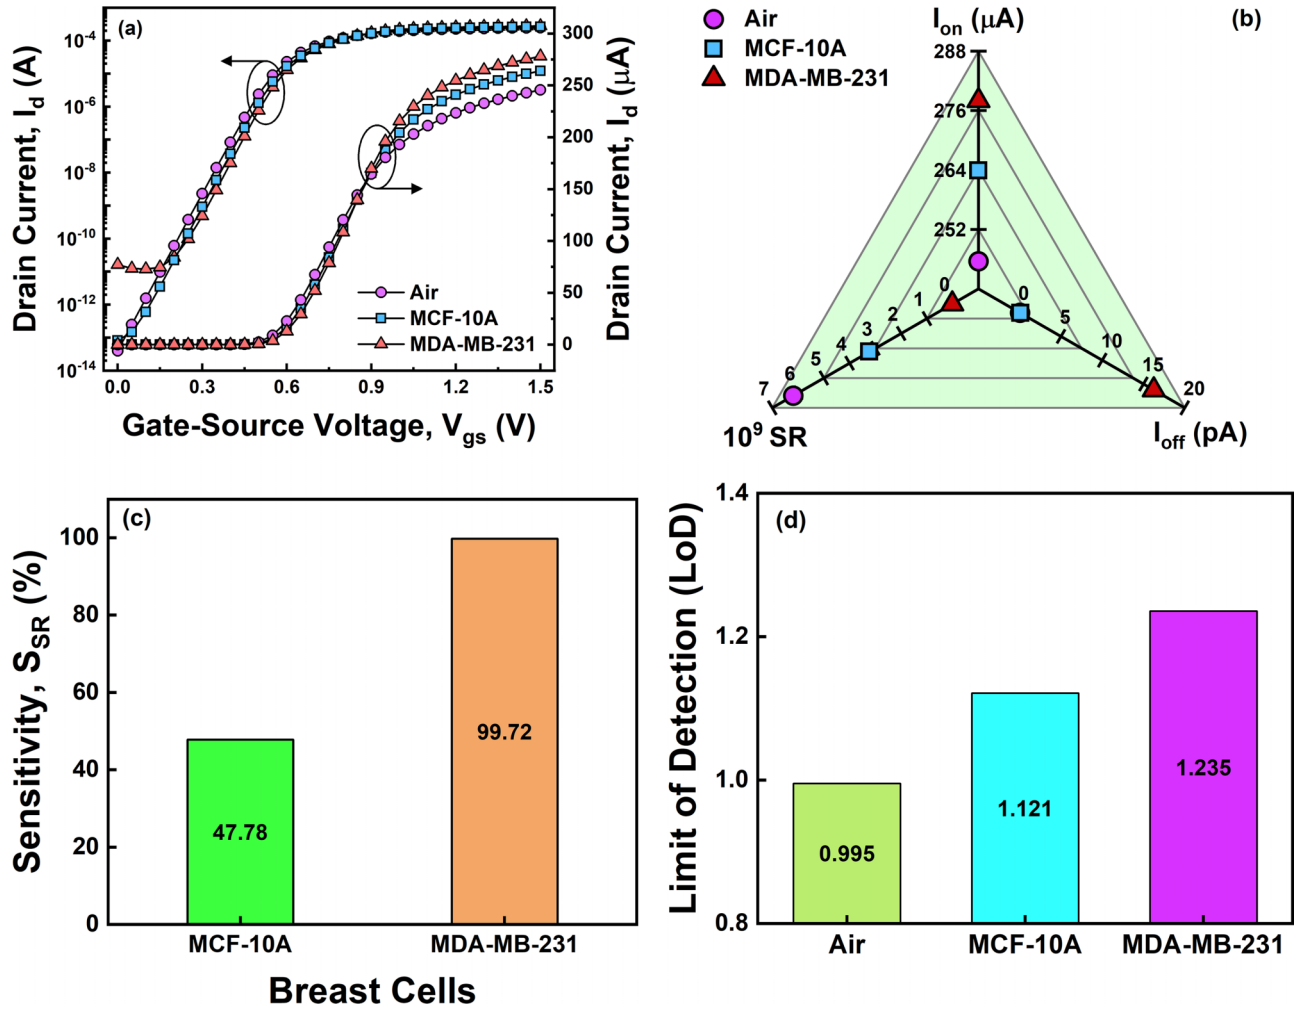 (a)
Drain Current, I_d (A)
10^-4
10^-6
10^-8
10^-10
10^-12
10^-14
Drain Current, I_d (μA)
300
250
200
150
100
50
0
Air
MCF-10A
MDA-MB-231
0.0 0.3 0.6 0.9 1.2 1.5
Gate-Source Voltage, V_gs (V)
Air
MCF-10A
MDA-MB-231
(b)
I_on (μA)
288
276
264
252
0 1 2 3 4 5 6 7
10^9 SR
0 5 10 15 20
I_off (pA)
(c)
Sensitivity, S_SR (%)
100
80
60
40
20
0
47.78
99.72
MCF-10A MDA-MB-231
Breast Cells
(d)
Limit of Detection (LoD)
1.4
1.2
1.0
0.8
0.995
1.121
1.235
Air MCF-10A MDA-MB-231